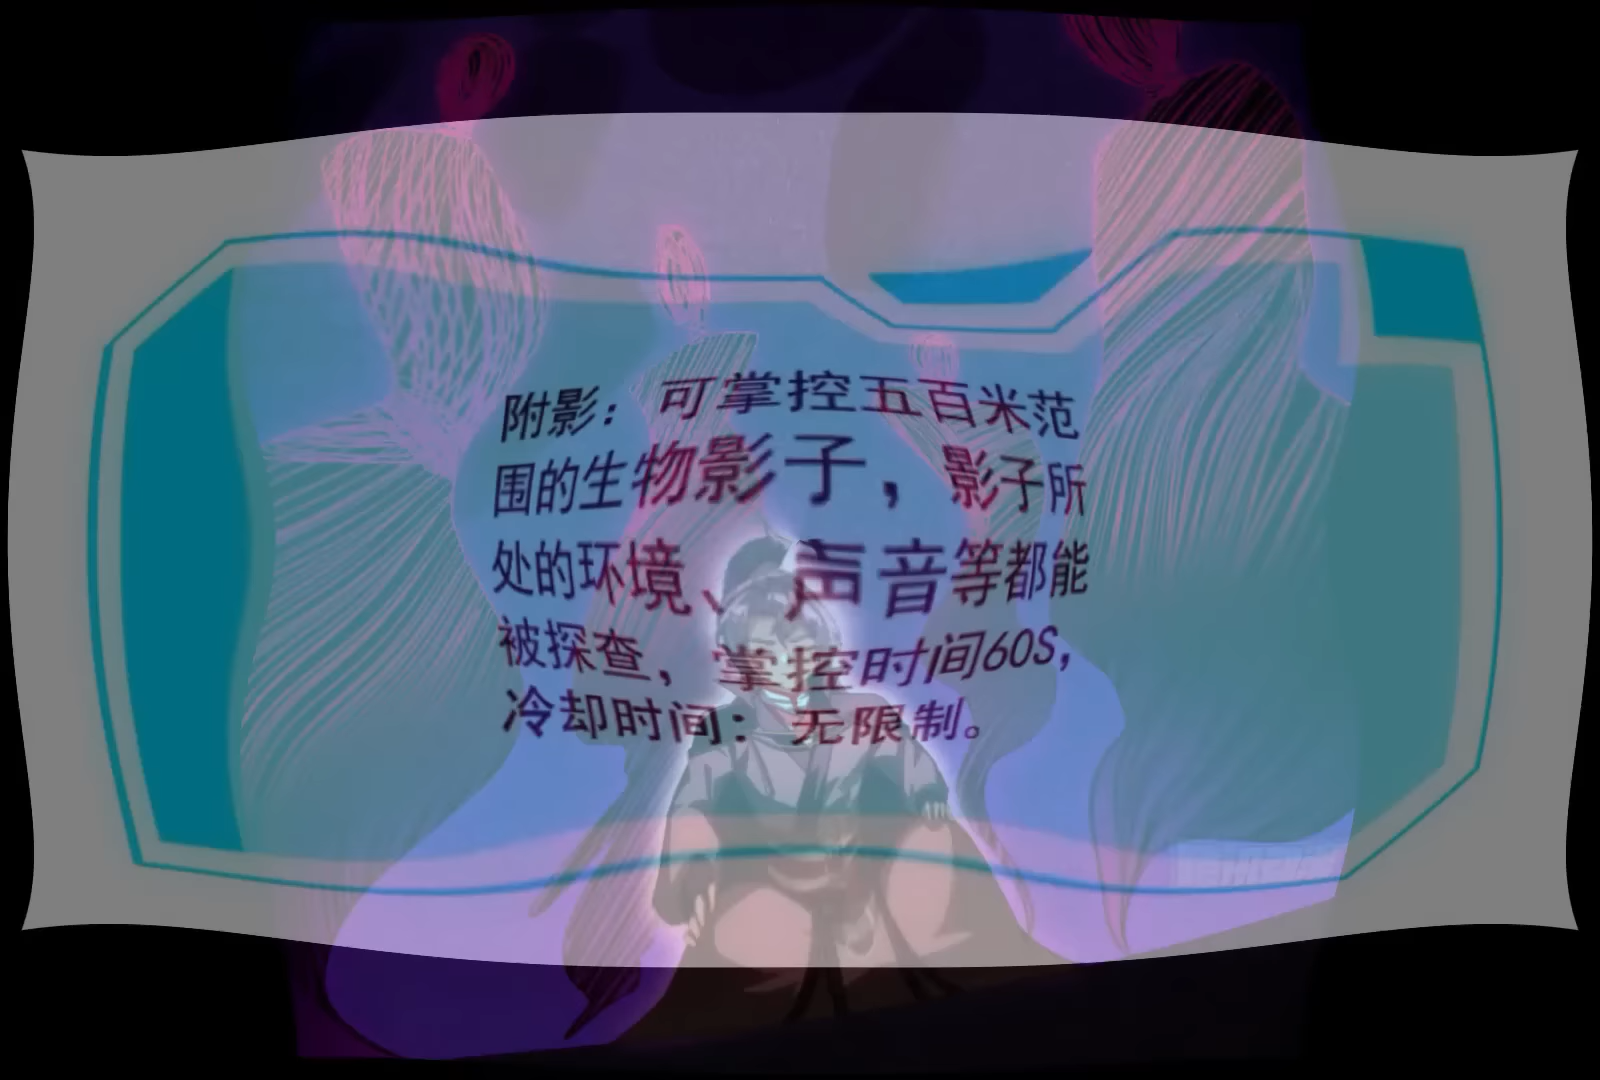 附影：可掌控五百米范
围的生物影子，影子所
处的环境、声音等都能
被探查，掌控时间60S，
冷却时间：无限制。